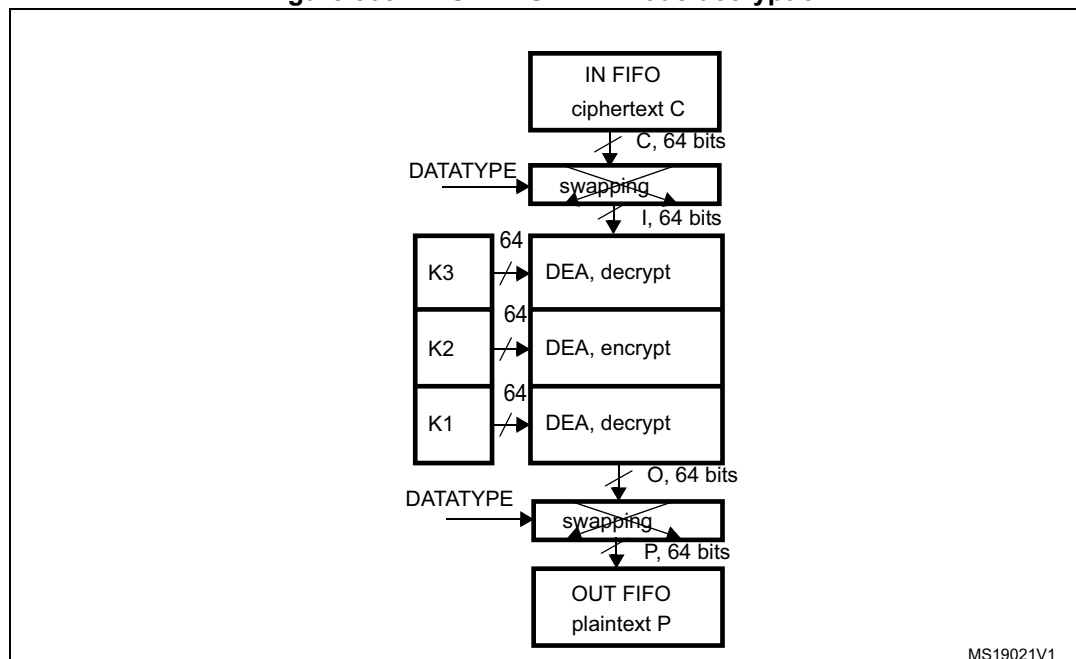 IN FIFO
ciphertext C
C, 64 bits
DATATYPE
swapping
I, 64 bits
64
K3
DEA, decrypt
64
K2
DEA, encrypt
64
K1
DEA, decrypt
O, 64 bits
DATATYPE
swapping
P, 64 bits
OUT FIFO
plaintext P
MS19021V1